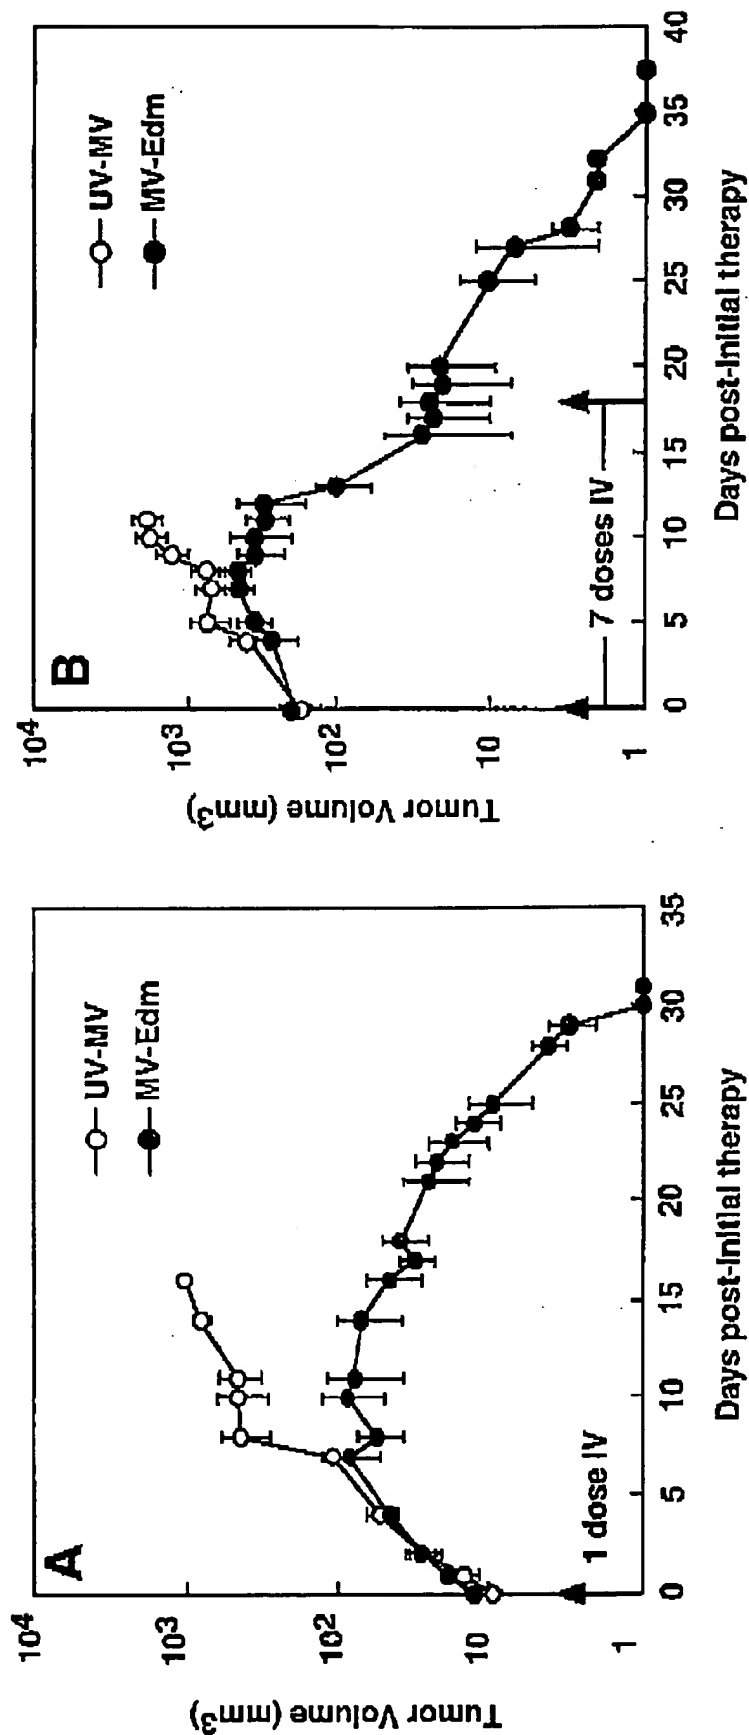 A
Tumor Volume (mm³)
10⁴
10³
10²
10
1
UV-MV
MV-Edm
1 dose IV
0
5
10
15
20
25
30
35
Days post-Initial therapy
B
Tumor Volume (mm³)
10⁴
10³
10²
10
1
UV-MV
MV-Edm
7 doses IV
0
5
10
15
20
25
30
35
40
Days post-Initial therapy